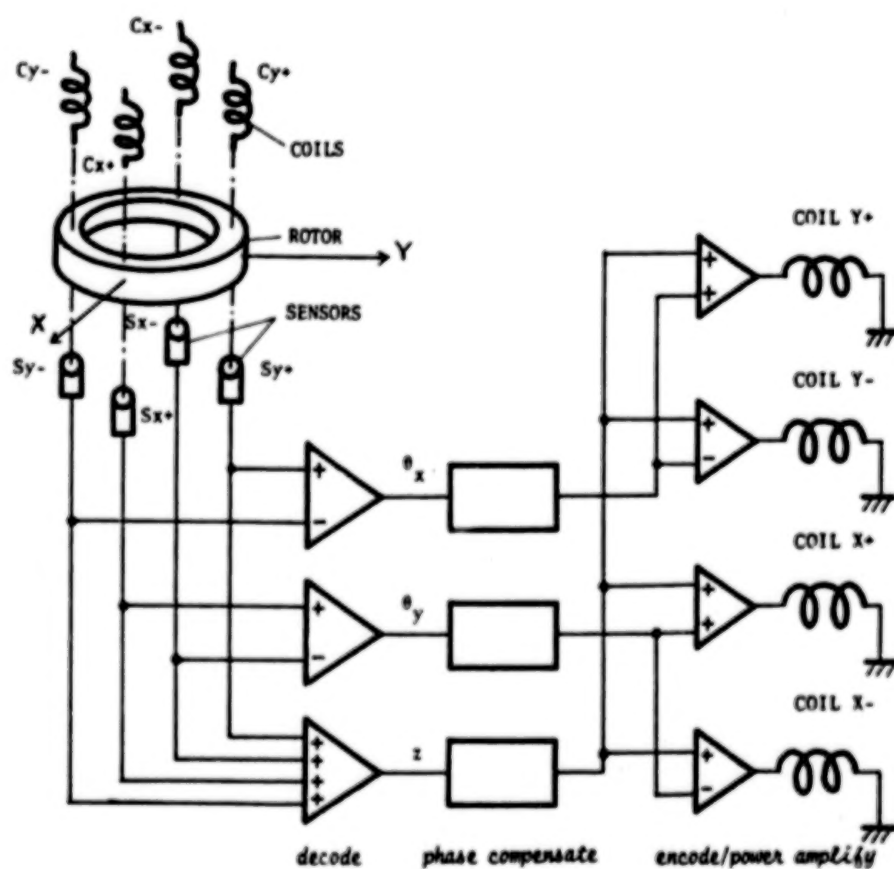 Cx-
Cy-
Cy+
COILS
Cx+
COIL Y+
ROTOR
Y
X
Sx-
SENSORS
Sy-
Sy+
COIL Y-
Sx+
θx
COIL X+
θy
COIL X-
z
decode
phase compensate
encode/power amplify
+
+
+
-
+
-
+
+
+
-
+
+
+
+
+
-